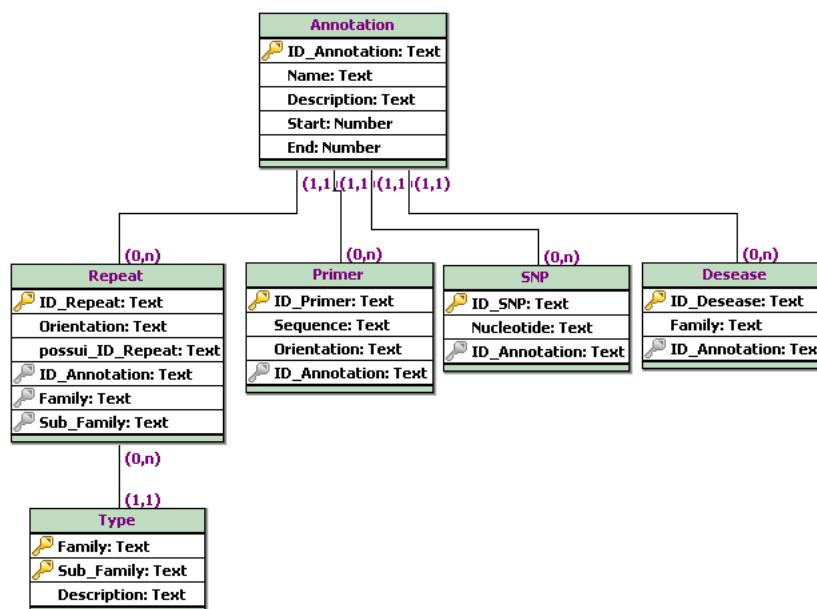 Annotation
ID_Annotation: Text
Name: Text
Description: Text
Start: Number
End: Number
(1,1) (1,1 (1,1 (1,1)
(0,n) (0,n) (0,n) (0,n)
Repeat
ID_Repeat: Text
Orientation: Text
possui_ID_Repeat: Text
ID_Annotation: Text
Family: Text
Sub_Family: Text
Primer
ID_Primer: Text
Sequence: Text
Orientation: Text
ID_Annotation: Text
SNP
ID_SNP: Text
Nucleotide: Text
ID_Annotation: Text
Desease
ID_Desease: Text
Family: Text
ID_Annotation: Text
(0,n)
(1,1)
Type
Family: Text
Sub_Family: Text
Description: Text